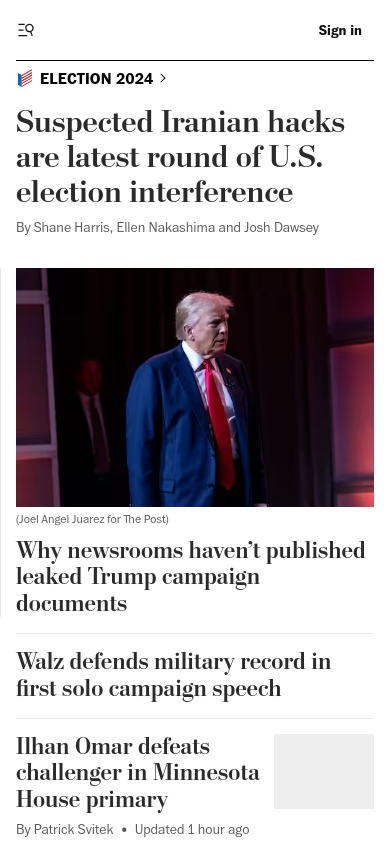 Sign in
ELECTION 2024
Suspected Iranian hacks
are latest round of U.S.
election interference
By Shane Harris, Ellen Nakashima and Josh Dawsey
(Joel Angel Juarez for The Post)
Why newsrooms haven’t published
leaked Trump campaign
documents
Walz defends military record in
first solo campaign speech
Ilhan Omar defeats
challenger in Minnesota
House primary
By Patrick Svitek • Updated 1 hour ago